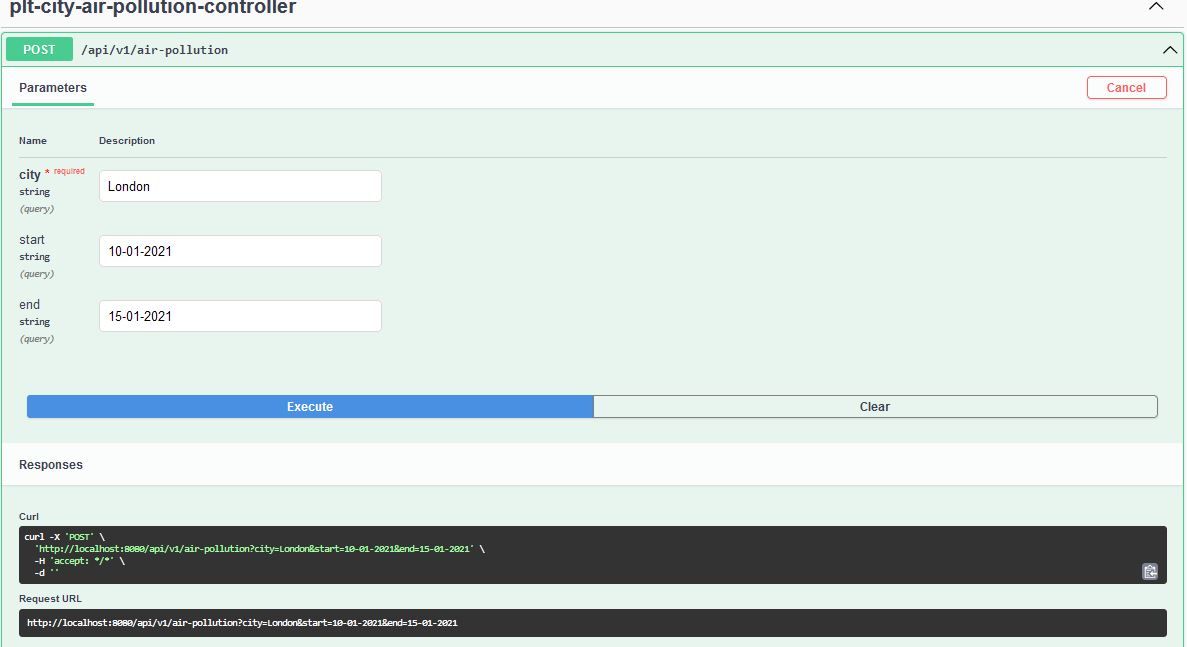 plt-city-air-pollution-controller
POST /api/v1/air-pollution
Parameters
Cancel
Name Description
city * required
string
(query)
London
start
string
(query)
10-01-2021
end
string
(query)
15-01-2021
Execute Clear
Responses
Curl
curl -X 'POST' \
'http://localhost:8080/api/v1/air-pollution?city=London&start=10-01-2021&end=15-01-2021' \
-H 'accept: */*' \
-d ''
Request URL
http://localhost:8080/api/v1/air-pollution?city=London&start=10-01-2021&end=15-01-2021